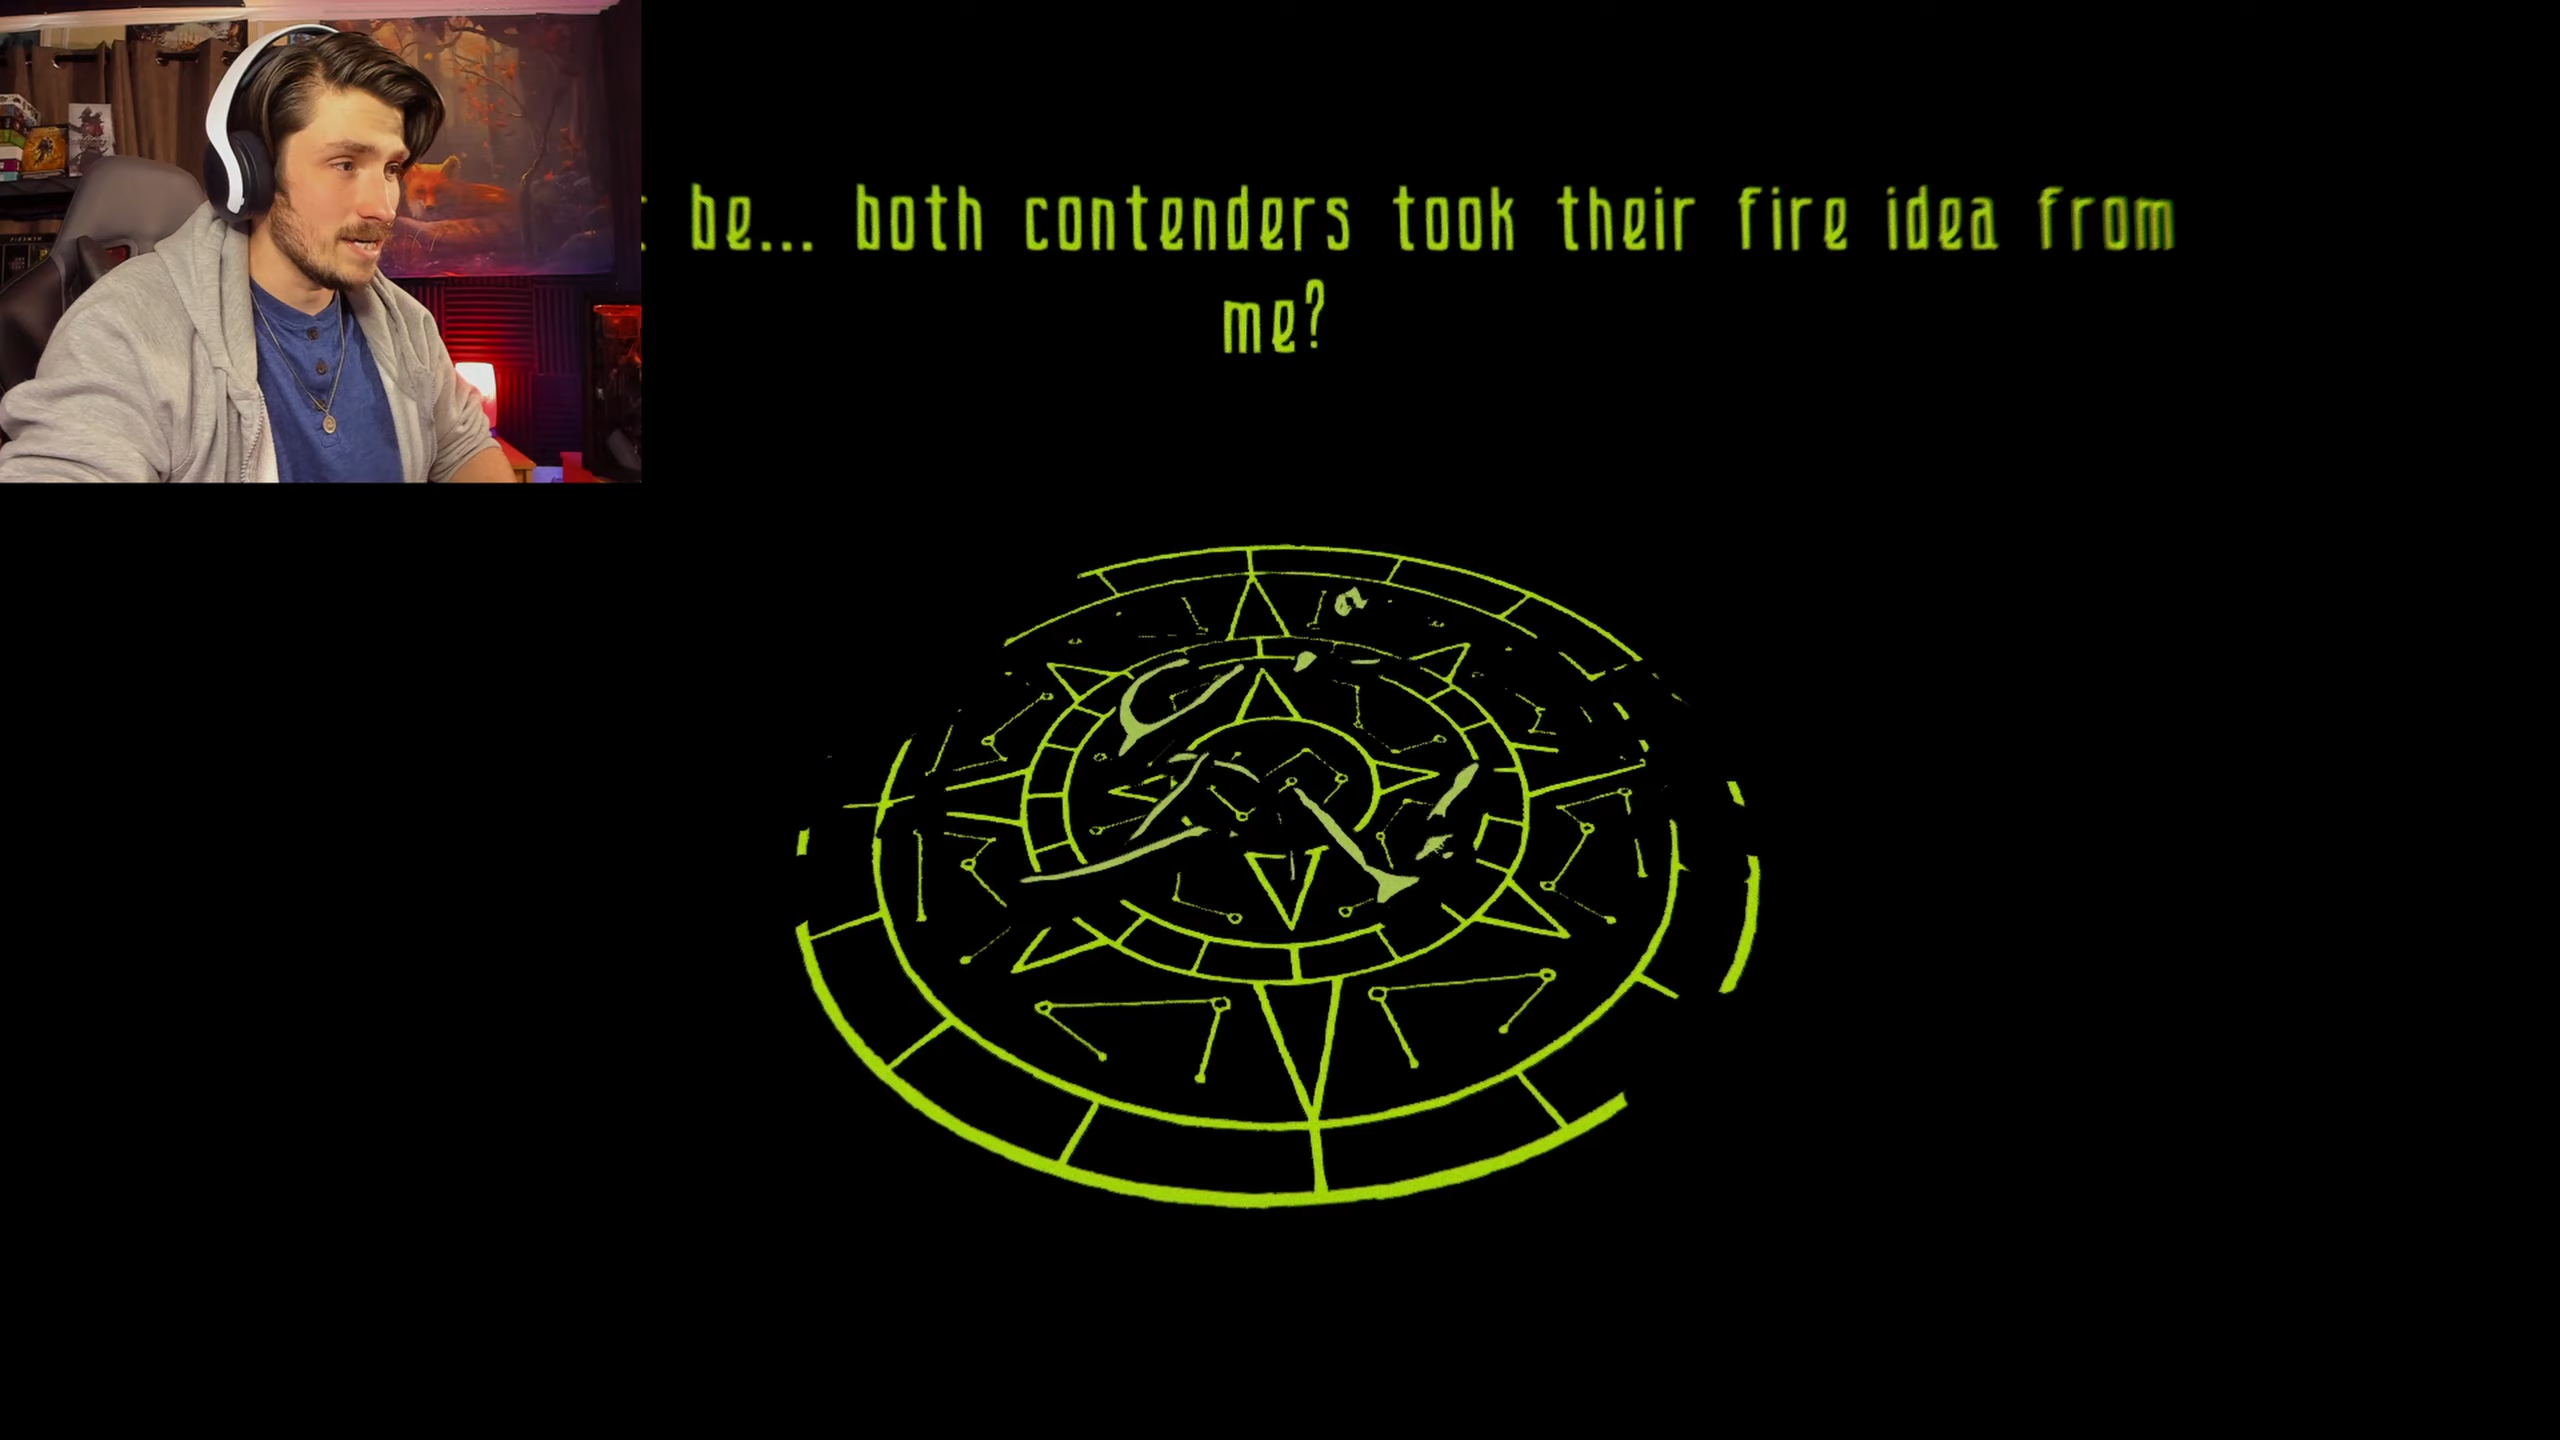 be... both contenders took their fire idea from
me?